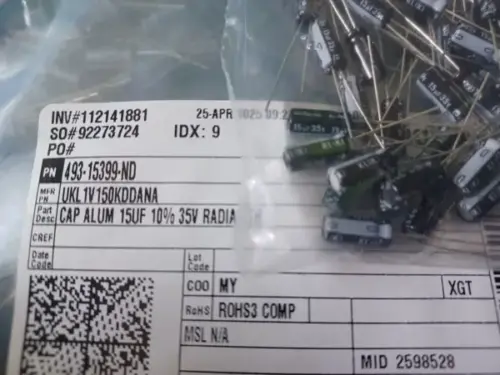 INV#112141881 25-APR
SO#92273724 IDX: 9
PO#
PN 493-15399-ND
MFR PN UKL1V150KDDANA
Part Desc CAP ALUM 15UF 10% 35V RADIA
CREF
Date Code
Lot Code
COO MY XGT
RoHS ROHS3 COMP
MSL N/A
MID 2598528